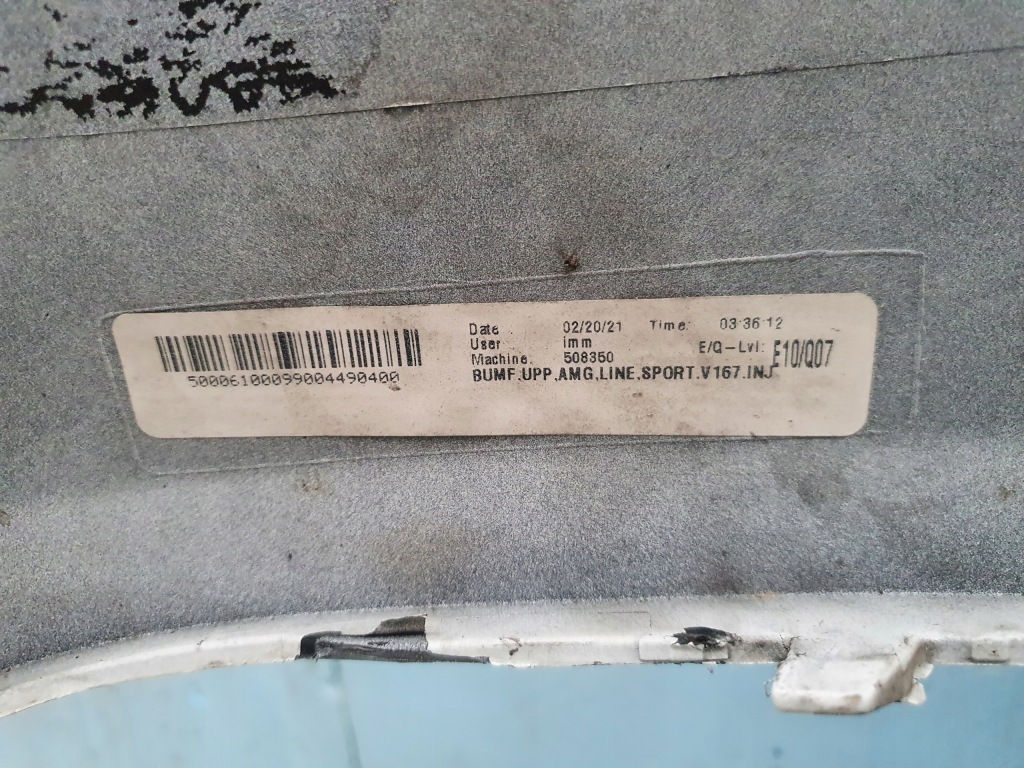 Date 02/20/21 Time: 03:36:12
User imm E/Q-Lvl: E10/Q07
Machine. 508350
50006100099004490400
BUMF,UPP,AMG,LINE,SPORT.V167.INJ